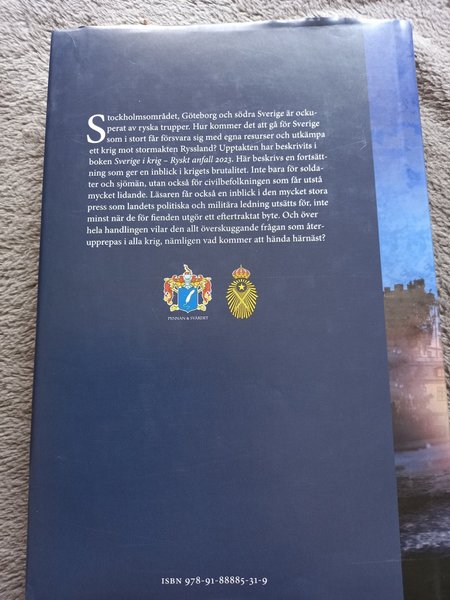 Stockholmsområdet, Göteborg och södra Sverige är ocku-
perat av ryska trupper. Hur kommer det att gå för Sverige
som i stort får försvara sig med egna resurser och utkämpa
ett krig mot stormakten Ryssland? Upptakten har beskrivits i
boken Sverige i krig – Ryskt anfall 2023. Här beskrivs en fortsätt-
ning som ger en inblick i krigets brutalitet. Inte bara för solda-
ter och sjömän, utan också för civilbefolkningen som får utstå
mycket lidande. Läsaren får också en inblick i den mycket stora
press som landets politiska och militära ledning utsätts för, inte
minst när de för fienden utgör ett eftertraktat byte. Och över
hela handlingen vilar den allt överskuggande frågan som åter-
upprepas i alla krig, nämligen vad kommer att hända härnäst?
PENNAN & SVÄRDET
ISBN 978-91-88885-31-9